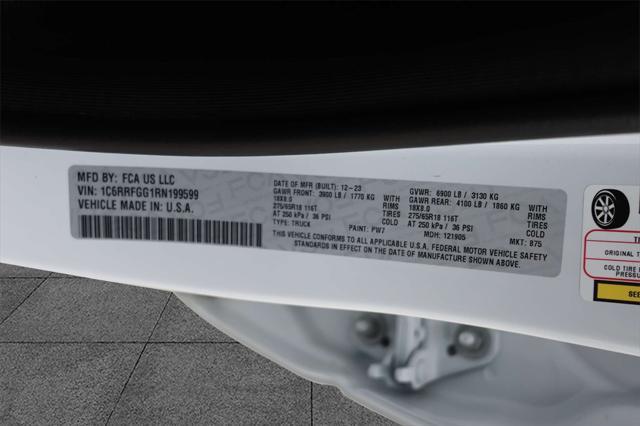 MFD BY: FCA US LLC
VIN: 1C6RRFGG1RN199599
VEHICLE MADE IN: U.S.A.
DATE OF MFR (BUILT): 12-23 GVWR: 6900 LB / 3130 KG
GAWR FRONT: 3900 LB / 1770 KG WITH GAWR REAR: 4100 LB / 1860 KG WITH
18X8.0 RIMS 18X8.0 RIMS
275/65R18 116T TIRES 275/65R18 116T TIRES
AT 250 kPa / 36 PSI COLD AT 250 kPa / 36 PSI COLD
TYPE: TRUCK PAINT: PW7 MDH: 121905 MKT: 875
THIS VEHICLE CONFORMS TO ALL APPLICABLE U.S.A. FEDERAL MOTOR VEHICLE SAFETY
STANDARDS IN EFFECT ON THE DATE OF MANUFACTURE SHOWN ABOVE.
ORIGINAL
COLD TIRE
PRESSU
SEE